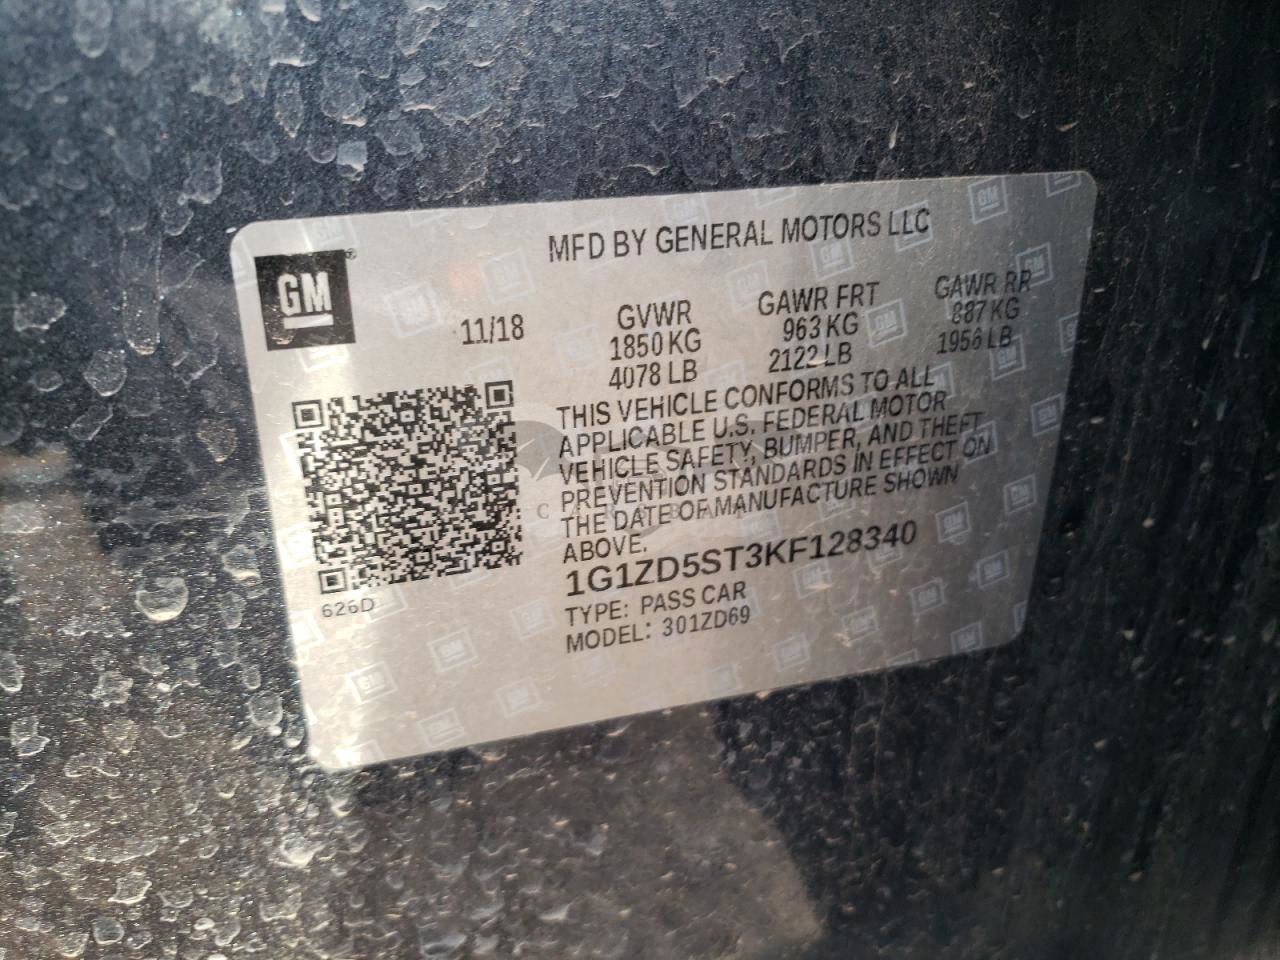 MFD BY GENERAL MOTORS LLC
GM®
11/18
GVWR
1850 KG
4078 LB
GAWR FRT
963 KG
2122 LB
GAWR RR
887 KG
1956 LB
THIS VEHICLE CONFORMS TO ALL
APPLICABLE U.S. FEDERAL MOTOR
VEHICLE SAFETY, BUMPER, AND THEFT
PREVENTION STANDARDS IN EFFECT ON
THE DATE OF MANUFACTURE SHOWN
ABOVE.
1G1ZD5ST3KF128340
TYPE: PASS CAR
MODEL: 301ZD69
626D